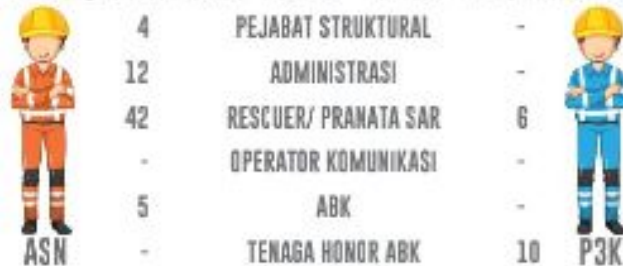 4 PEJABAT STRUKTURAL -
12 ADMINISTRASI -
42 RESCUER/ PRANATA SAR 6
- OPERATOR KOMUNIKASI -
5 ABK -
ASN - TENAGA HONOR ABK 10 P3K